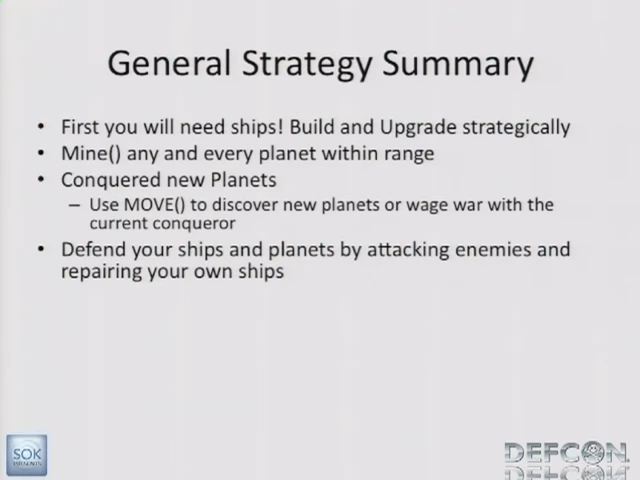 General Strategy Summary
• First you will need ships! Build and Upgrade strategically
• Mine() any and every planet within range
• Conquered new Planets
– Use MOVE() to discover new planets or wage war with the
current conqueror
• Defend your ships and planets by attacking enemies and
repairing your own ships
SOK
DEFCON.